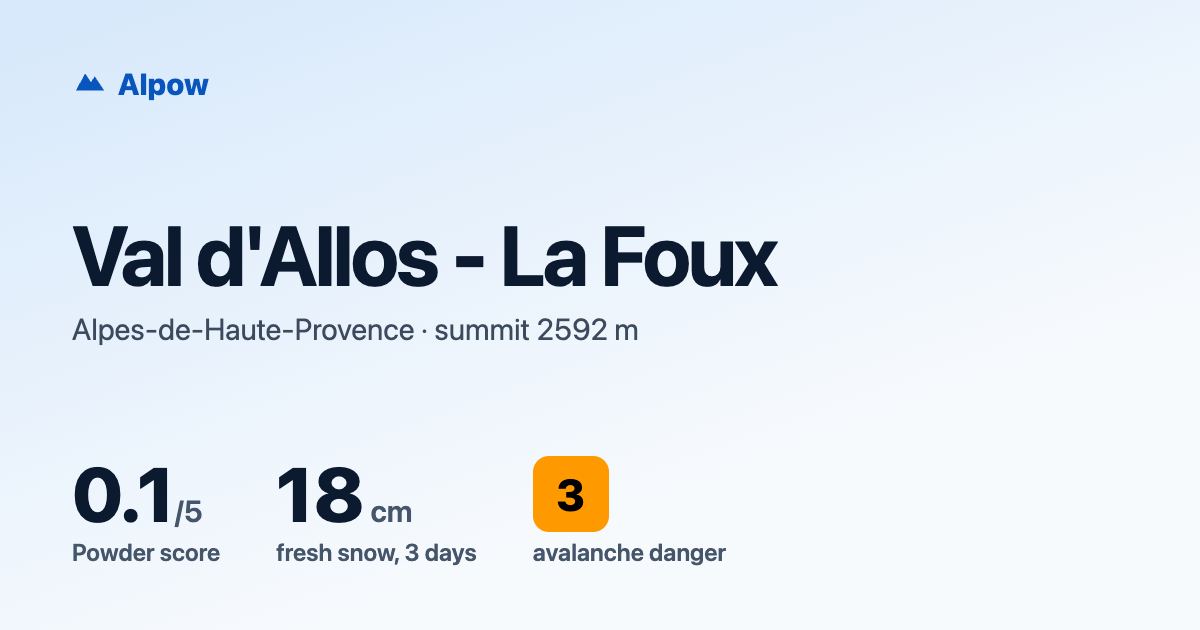 Alpow
Val d'Allos - La Foux
Alpes-de-Haute-Provence · summit 2592 m
0.1/5 18 cm 3
Powder score fresh snow, 3 days avalanche danger